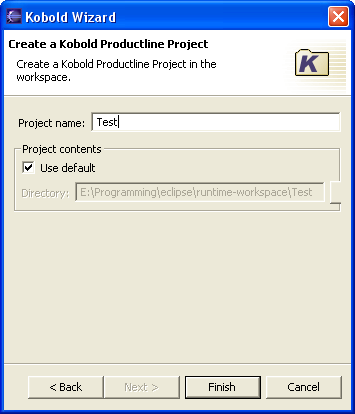 Kobold Wizard
Create a Kobold Productline Project
Create a Kobold Productline Project in the
workspace.
K
Project name: Test
Project contents
Use default
Directory: E:\Programming\eclipse\runtime-workspace\Test
< Back Next > Finish Cancel